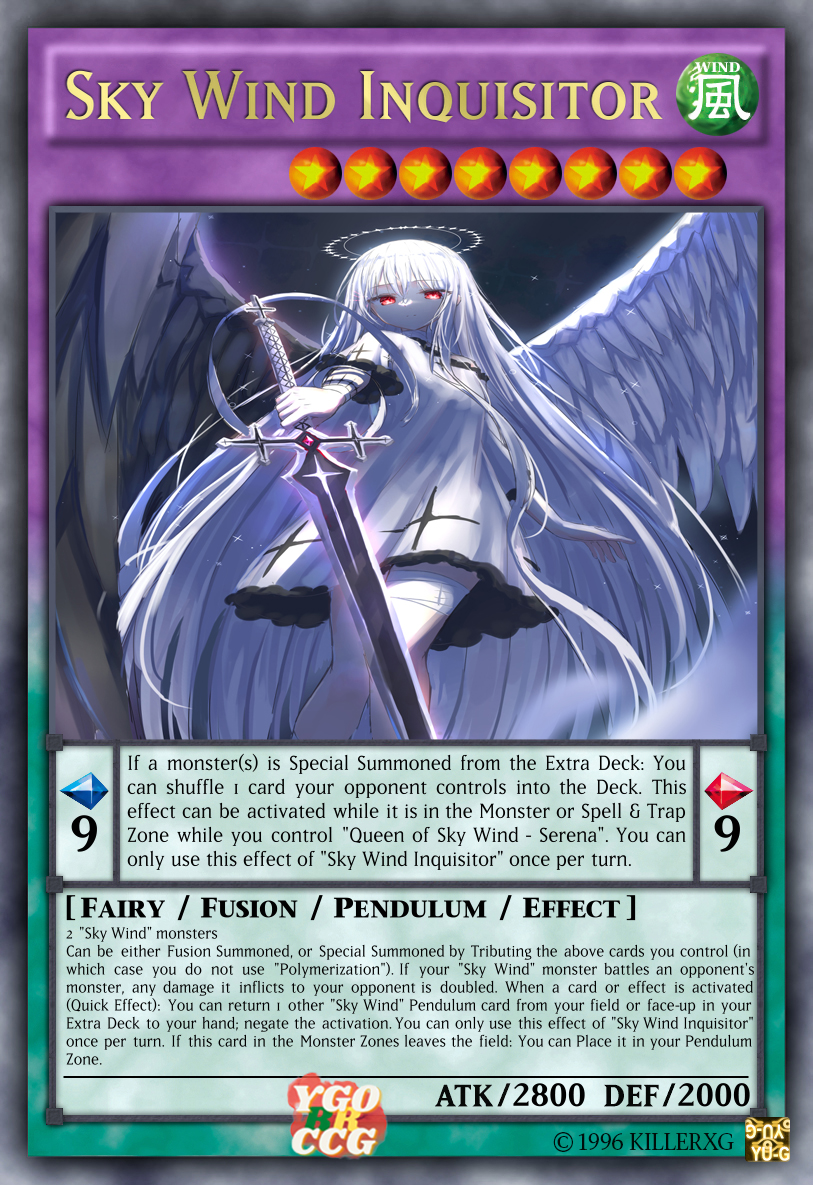 Sky Wind Inquisitor
WIND
風
If a monster(s) is Special Summoned from the Extra Deck: You
can shuffle 1 card your opponent controls into the Deck. This
effect can be activated while it is in the Monster or Spell & Trap
Zone while you control "Queen of Sky Wind - Serena". You can
only use this effect of "Sky Wind Inquisitor" once per turn.
9
9
[ Fairy / Fusion / Pendulum / Effect ]
2 "Sky Wind" monsters
Can be either Fusion Summoned, or Special Summoned by Tributing the above cards you control (in
which case you do not use "Polymerization"). If your "Sky Wind" monster battles an opponent's
monster, any damage it inflicts to your opponent is doubled. When a card or effect is activated
(Quick Effect): You can return 1 other "Sky Wind" Pendulum card from your field or face-up in your
Extra Deck to your hand; negate the activation. You can only use this effect of "Sky Wind Inquisitor"
once per turn. If this card in the Monster Zones leaves the field: You can Place it in your Pendulum
Zone.
ATK/2800 DEF/2000
YGO
CCG
© 1996 KILLERXG